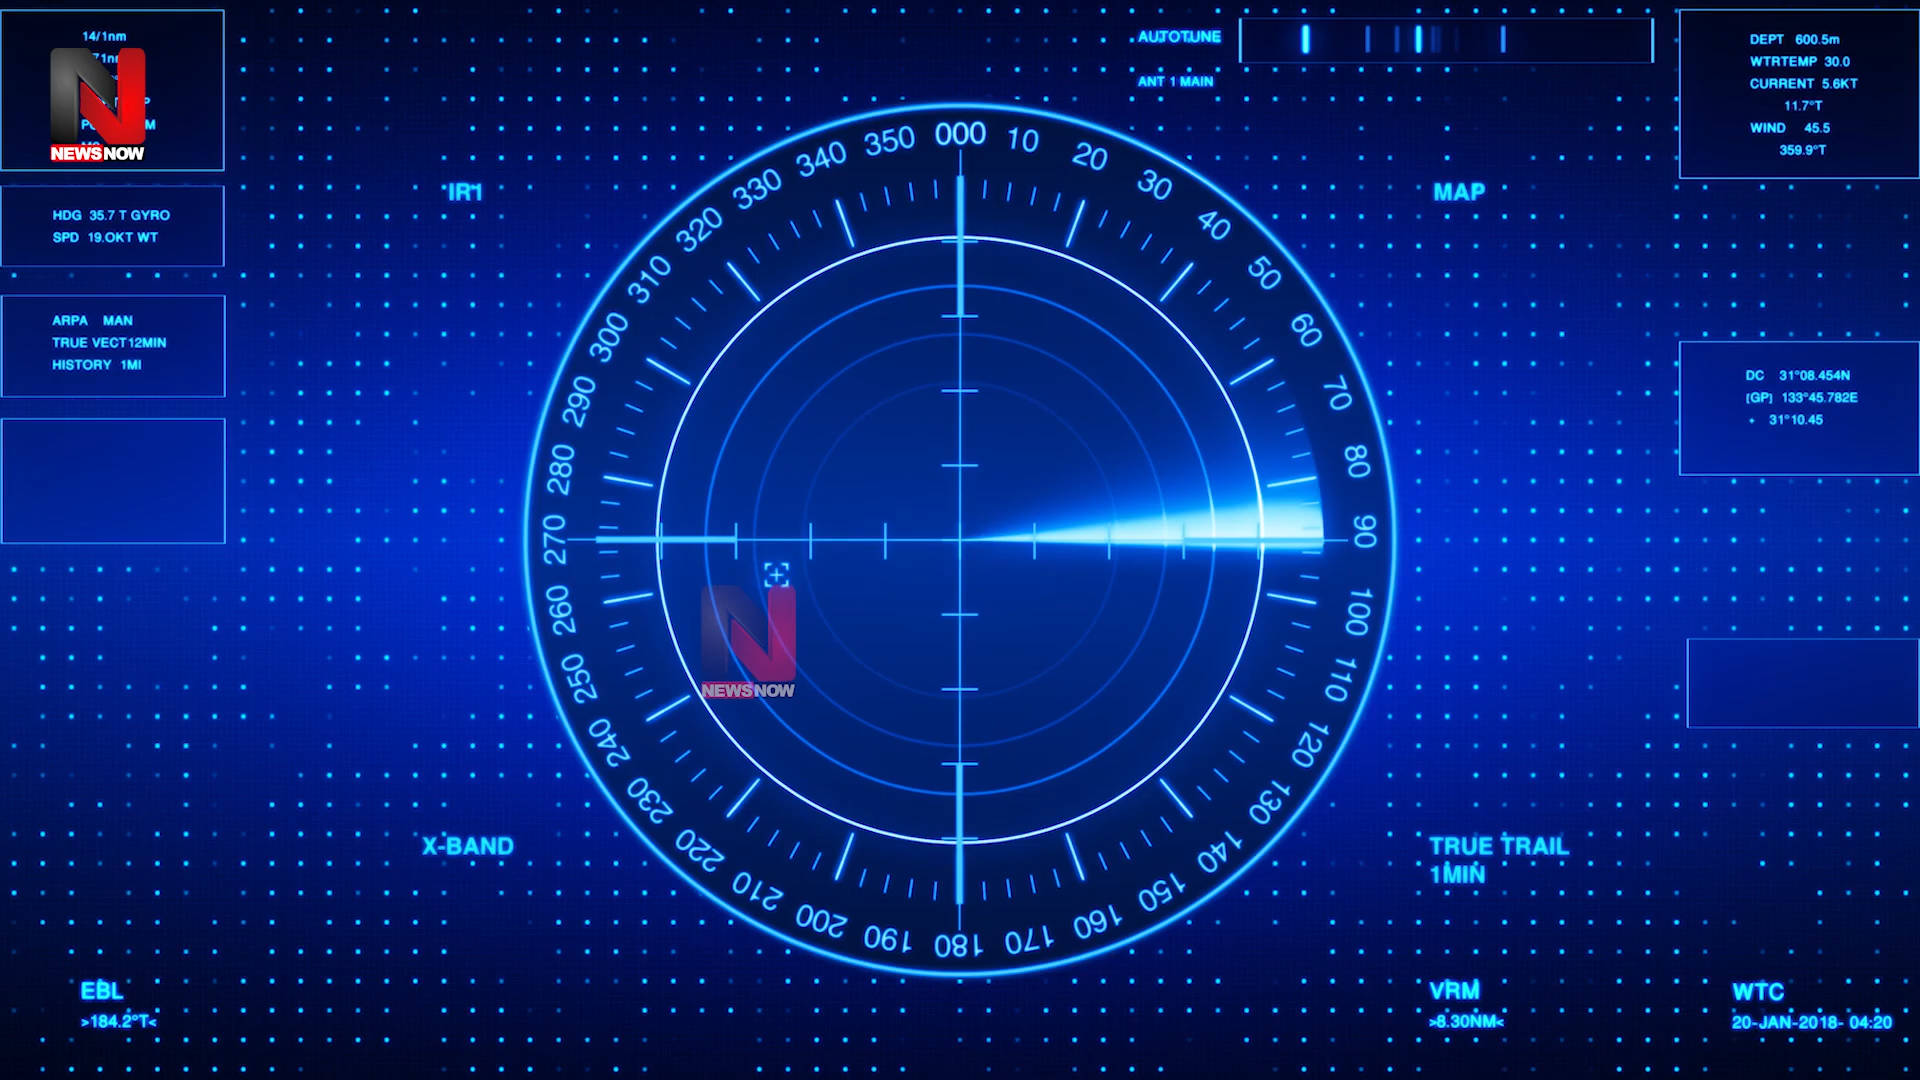 14/1nm
NEWSNOW
HDG 35.7 T GYRO
SPD 19.OKT WT
ARPA MAN
TRUE VECT12MIN
HISTORY 1MI
IR1
X-BAND
EBL
>184.2°T<
AUTOTUNE
ANT 1 MAIN
000 10 20 30 40 50 60 70 80 90 100 110 120 130 140 150 160 170 180 190 200 210 220 230 240 250 260 270 280 290 300 310 320 330 340 350
NEWSNOW
MAP
TRUE TRAIL
1MIN
VRM
>8.30NM<
DEPT 600.5m
WTRTEMP 30.0
CURRENT 5.6KT
11.7°T
WIND 45.5
359.9°T
DC 31°08.454N
[GP] 133°45.782E
+ 31°10.45
WTC
20-JAN-2018- 04:20